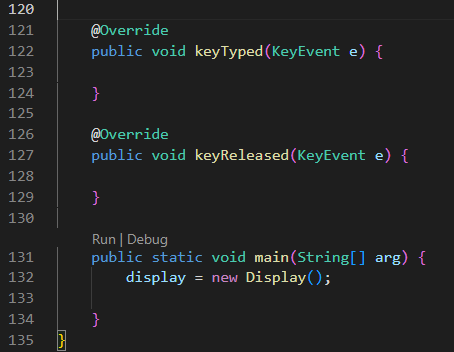 120
121 @Override
122 public void keyTyped(KeyEvent e) {
123
124 }
125
126 @Override
127 public void keyReleased(KeyEvent e) {
128
129 }
130
Run | Debug
131 public static void main(String[] arg) {
132 display = new Display();
133
134 }
135 }